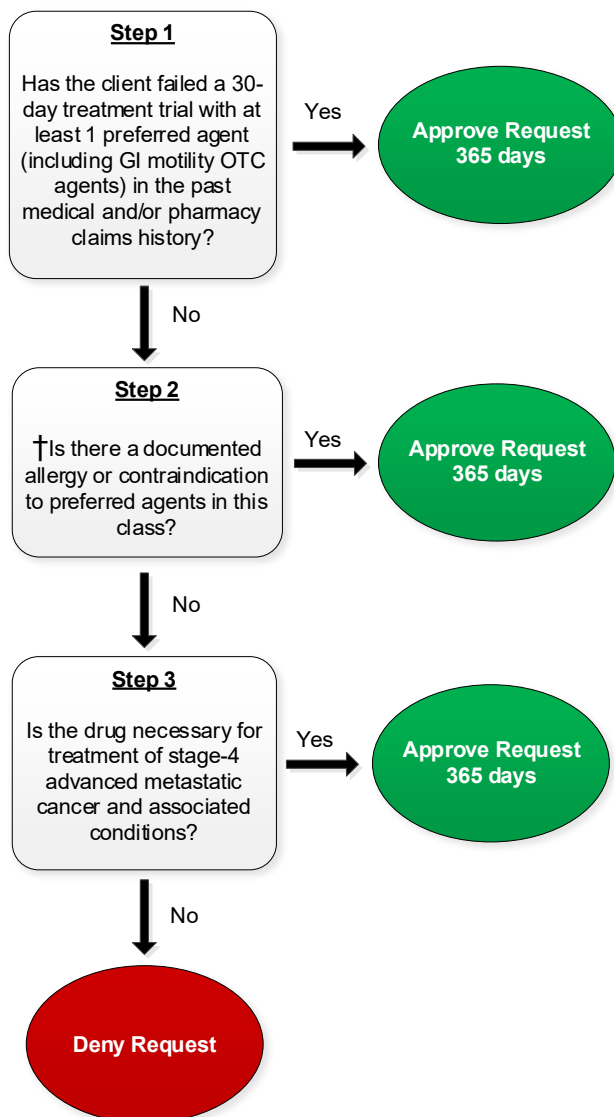 Step 1
Has the client failed a 30-
day treatment trial with at
least 1 preferred agent
(including GI motility OTC
agents) in the past
medical and/or pharmacy
claims history?
Yes
Approve Request
365 days
No
Step 2
†Is there a documented
allergy or contraindication
to preferred agents in this
class?
Yes
Approve Request
365 days
No
Step 3
Is the drug necessary for
treatment of stage-4
advanced metastatic
cancer and associated
conditions?
Yes
Approve Request
365 days
No
Deny Request